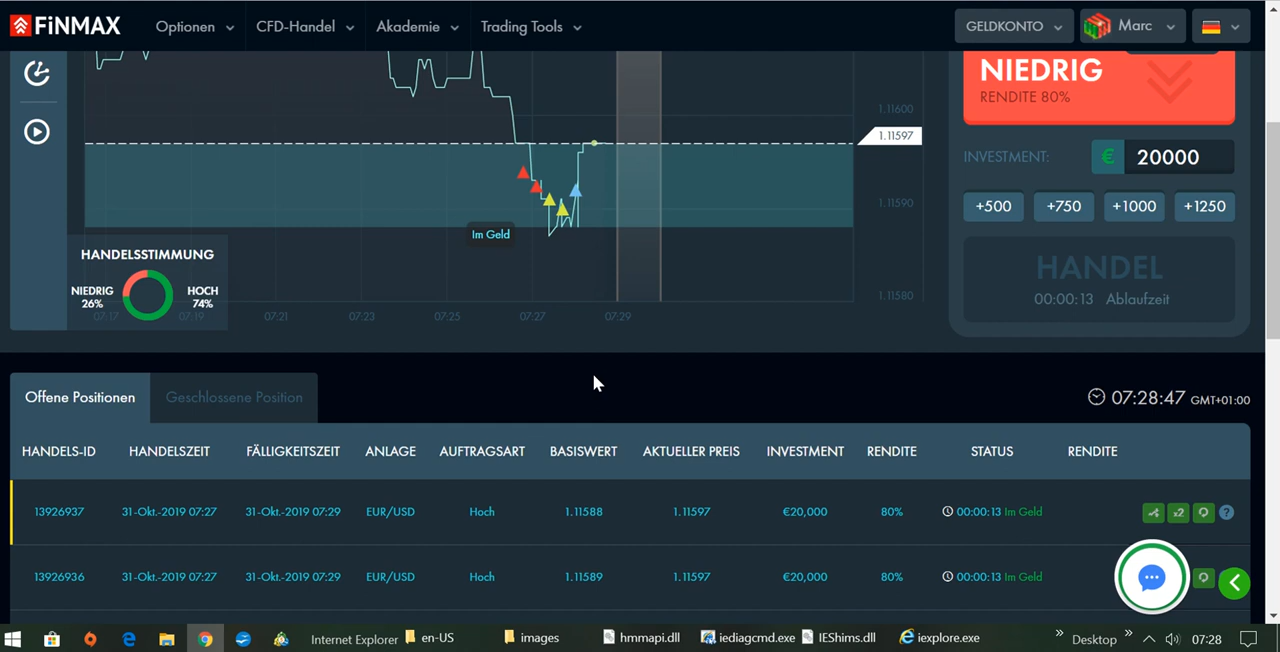 FiNMAX
Optionen
CFD-Handel
Akademie
Trading Tools
GELDKONTO
Marc
NIEDRIG
RENDITE 80%
INVESTMENT:
€
20000
+500
+750
+1000
+1250
HANDEL
00:00:13 Ablaufzeit
1.11600
1.11597
1.11590
1.11580
Im Geld
HANDELSSTIMMUNG
NIEDRIG
26%
HOCH
74%
07:17
07:19
07:21
07:23
07:25
07:27
07:29
Offene Positionen
Geschlossene Position
07:28:47 GMT+01:00
HANDELS-ID HANDELSZEIT FÄLLIGKEITSZEIT ANLAGE AUFTRAGSART BASISWERT AKTUELLER PREIS INVESTMENT RENDITE STATUS RENDITE
13926937 31-Okt.-2019 07:27 31-Okt.-2019 07:29 EUR/USD Hoch 1.11588 1.11597 €20,000 80% 00:00:13 Im Geld x2 ?
13926936 31-Okt.-2019 07:27 31-Okt.-2019 07:29 EUR/USD Hoch 1.11589 1.11597 €20,000 80% 00:00:13 Im Geld
Internet Explorer
en-US
images
hmmapi.dll
iediagcmd.exe
IEShims.dll
iexplore.exe
Desktop
07:28